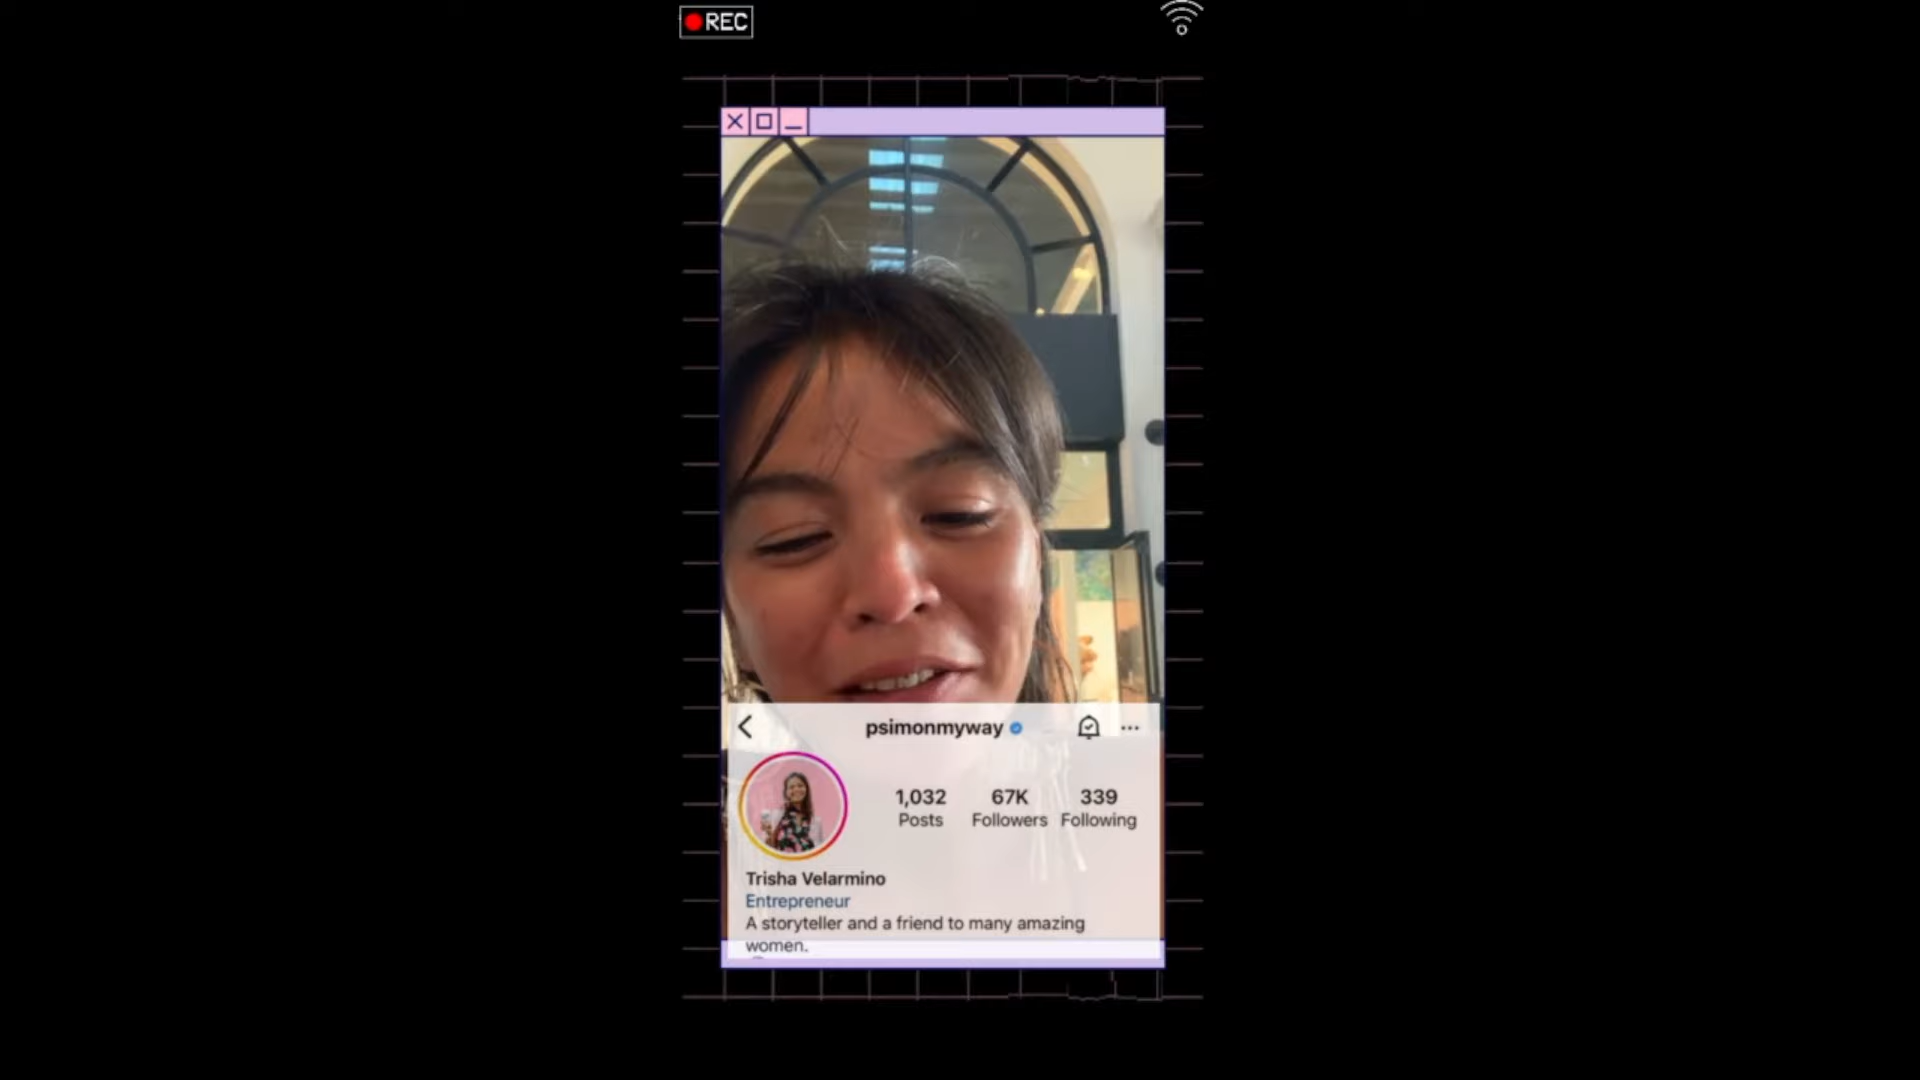 REC
psimonmyway
1,032 67K 339
Posts Followers Following
Trisha Velarmino
Entrepreneur
A storyteller and a friend to many amazing
women.